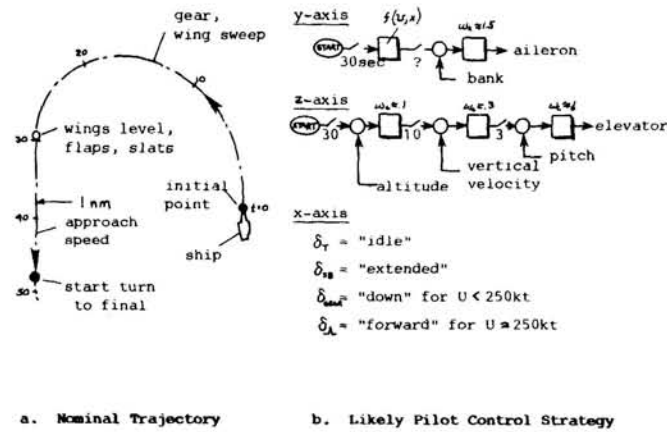 gear,
wing sweep
20
10
30
wings level,
flaps, slats
1 nm
40
approach
speed
initial
point
t=0
ship
50
start turn
to final
a. Nominal Trajectory
y-axis
f(U,x)
START
30sec
?
ωc≈1.5
aileron
bank
z-axis
START
30
ωc≈.1
10
ωc≈.3
3
elevator
altitude
vertical
velocity
pitch
x-axis
δT = "idle"
δSB = "extended"
= "down" for U < 250kt
= "forward" for U ≈ 250kt
b. Likely Pilot Control Strategy